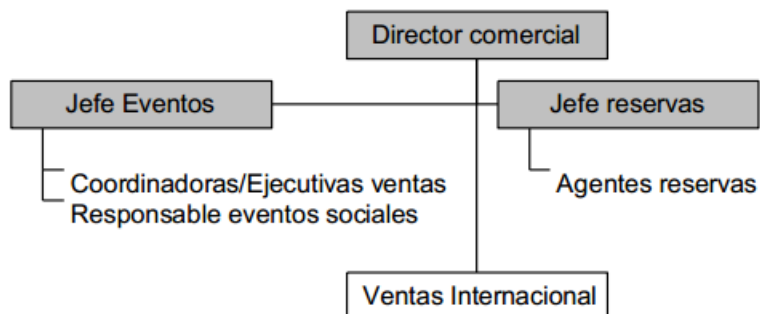 Director comercial
Jefe Eventos
Jefe reservas
Coordinadoras/Ejecutivas ventas
Responsable eventos sociales
Agentes reservas
Ventas Internacional